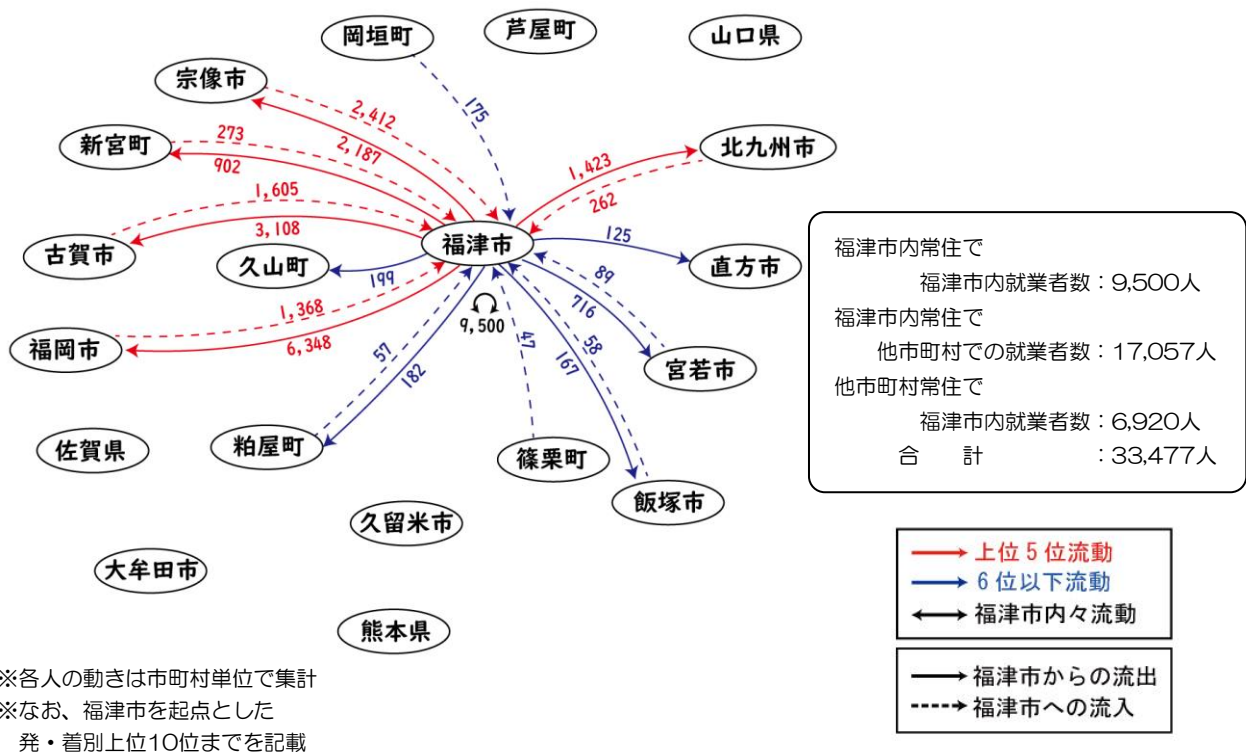 岡垣町
芦屋町
山口県
宗像市
新宮町
北九州市
古賀市
久山町
福津市
直方市
福岡市
宮若市
佐賀県
粕屋町
篠栗町
飯塚市
久留米市
大牟田市
熊本県
2,412
2,187
175
273
902
1,423
262
1,605
3,108
199
125
1,368
6,348
89
716
9,500
57
182
47
58
167
福津市内常住で
福津市内就業者数：9,500人
福津市内常住で
他市町村での就業者数：17,057人
他市町村常住で
福津市内就業者数：6,920人
合　計　：33,477人
上位5位流動
6位以下流動
福津市内々流動
福津市からの流出
福津市への流入
※各人の動きは市町村単位で集計
※なお、福津市を起点とした
発・着別上位10位までを記載